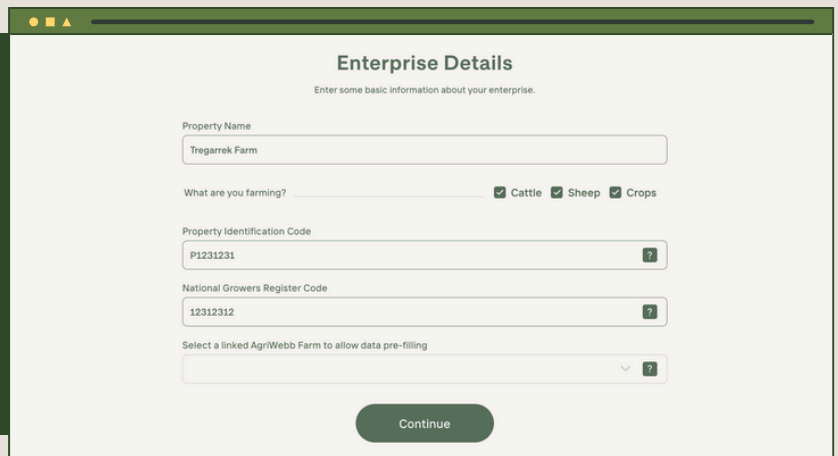 Enterprise Details
Enter some basic information about your enterprise.
Property Name
Tregarrek Farm
What are you farming? Cattle Sheep Crops
Property Identification Code
P1231231 ?
National Growers Register Code
12312312 ?
Select a linked AgriWebb Farm to allow data pre-filling
?
Continue